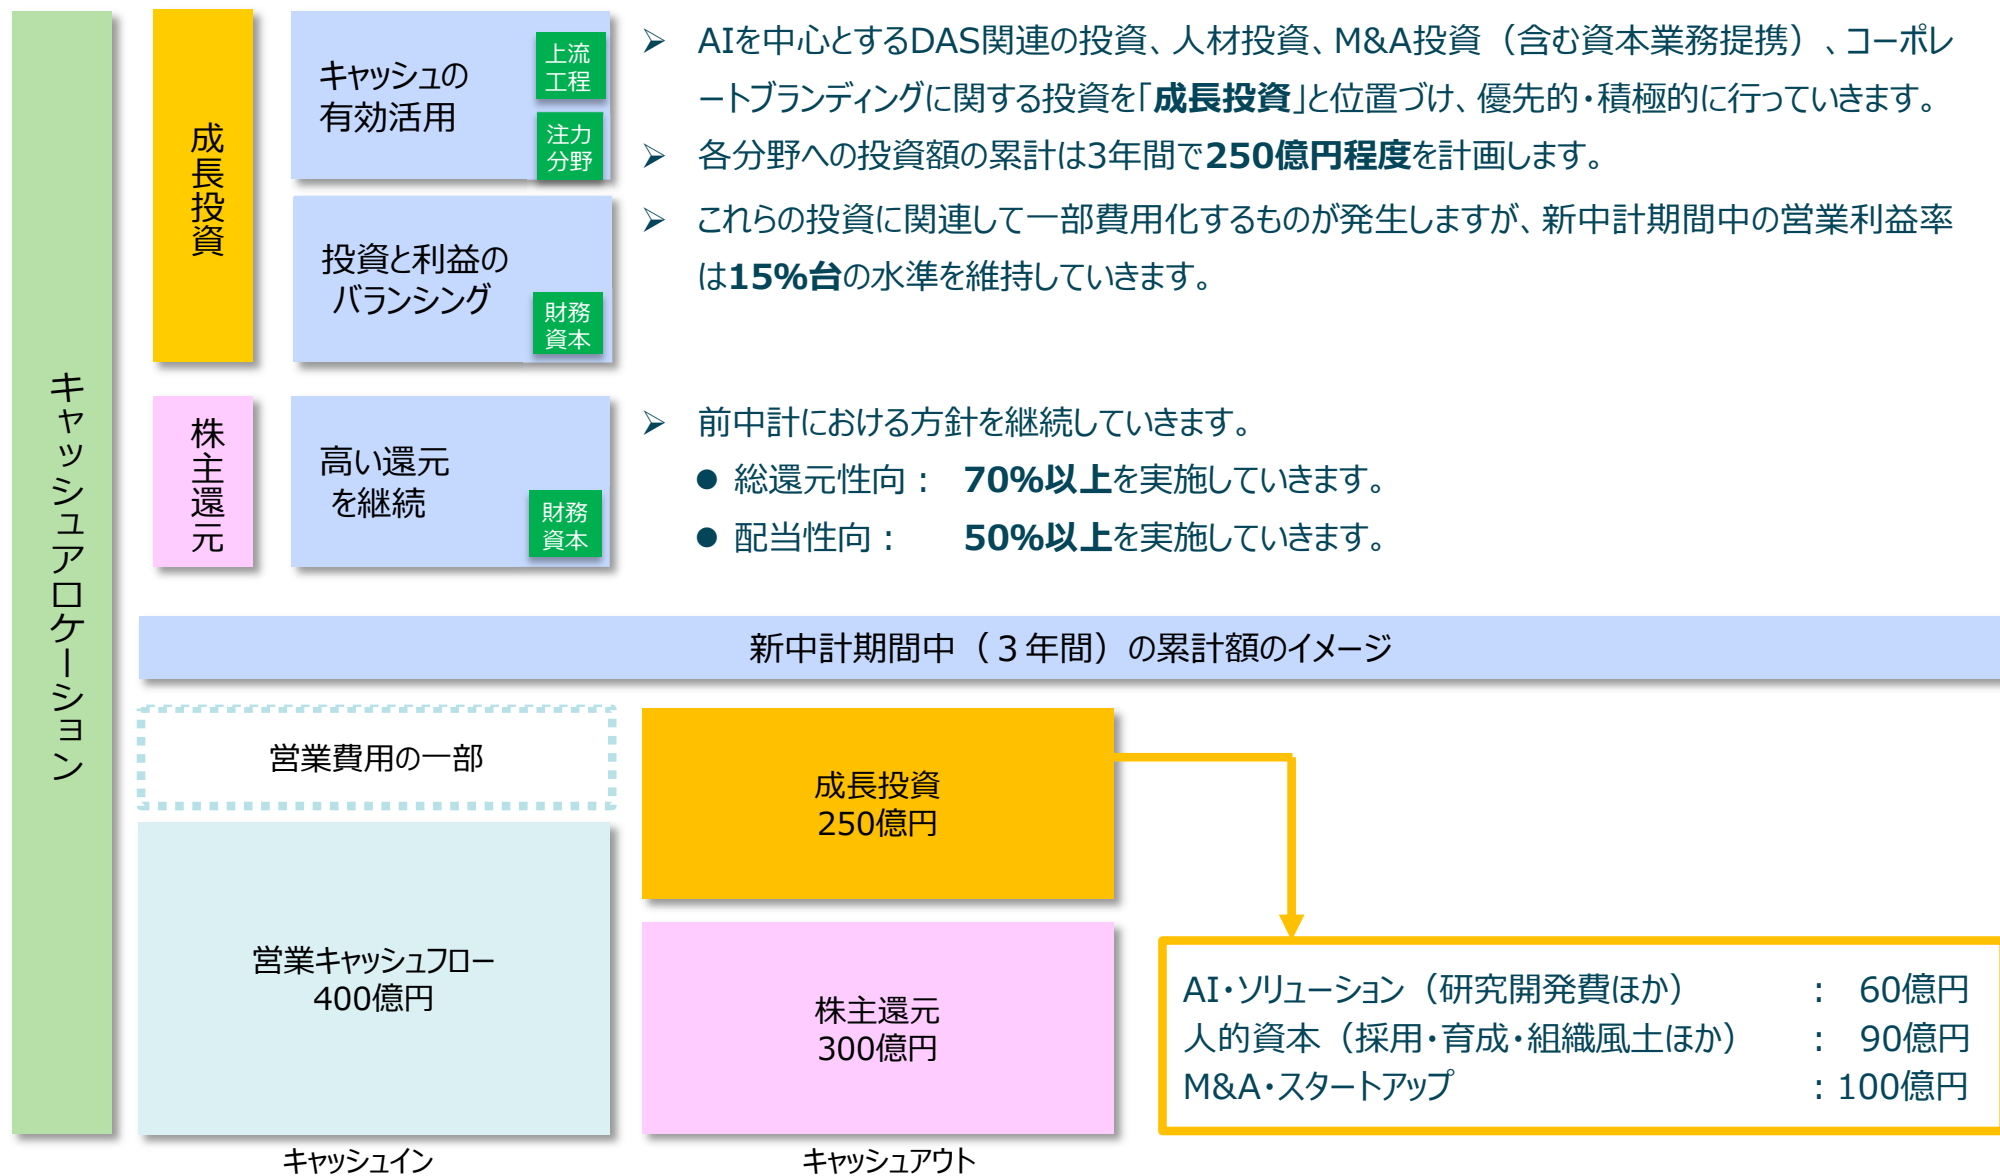 キャッシュアロケーション
成長投資
キャッシュの
有効活用
上流
工程
注力
分野
➢ AIを中心とするDAS関連の投資、人材投資、M&A投資（含む資本業務提携）、コーポレ
ートブランディングに関する投資を「成長投資」と位置づけ、優先的・積極的に行っていきます。
➢ 各分野への投資額の累計は3年間で250億円程度を計画します。
投資と利益の
バランシング
財務
資本
➢ これらの投資に関連して一部費用化するものが発生しますが、新中計期間中の営業利益率
は15%台の水準を維持していきます。
株主還元
高い還元
を継続
財務
資本
➢ 前中計における方針を継続していきます。
● 総還元性向： 70%以上を実施していきます。
● 配当性向： 50%以上を実施していきます。
新中計期間中（３年間）の累計額のイメージ
営業費用の一部
営業キャッシュフロー
400億円
キャッシュイン
成長投資
250億円
株主還元
300億円
キャッシュアウト
AI・ソリューション（研究開発費ほか） ： 60億円
人的資本（採用・育成・組織風土ほか） ： 90億円
M&A・スタートアップ ：100億円